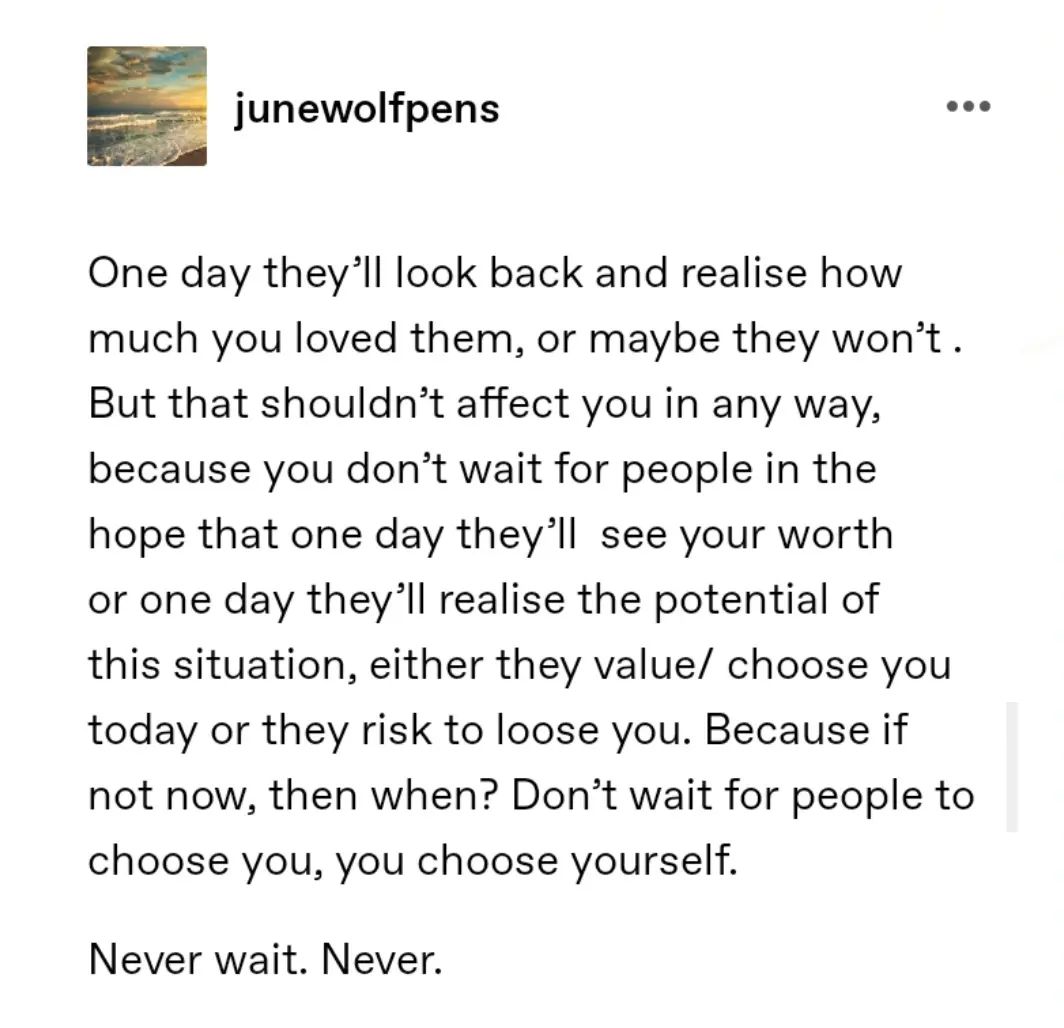 junewolfpens
One day they’ll look back and realise how
much you loved them, or maybe they won’t .
But that shouldn’t affect you in any way,
because you don’t wait for people in the
hope that one day they’ll  see your worth
or one day they’ll realise the potential of
this situation, either they value/ choose you
today or they risk to loose you. Because if
not now, then when? Don’t wait for people to
choose you, you choose yourself.
Never wait. Never.